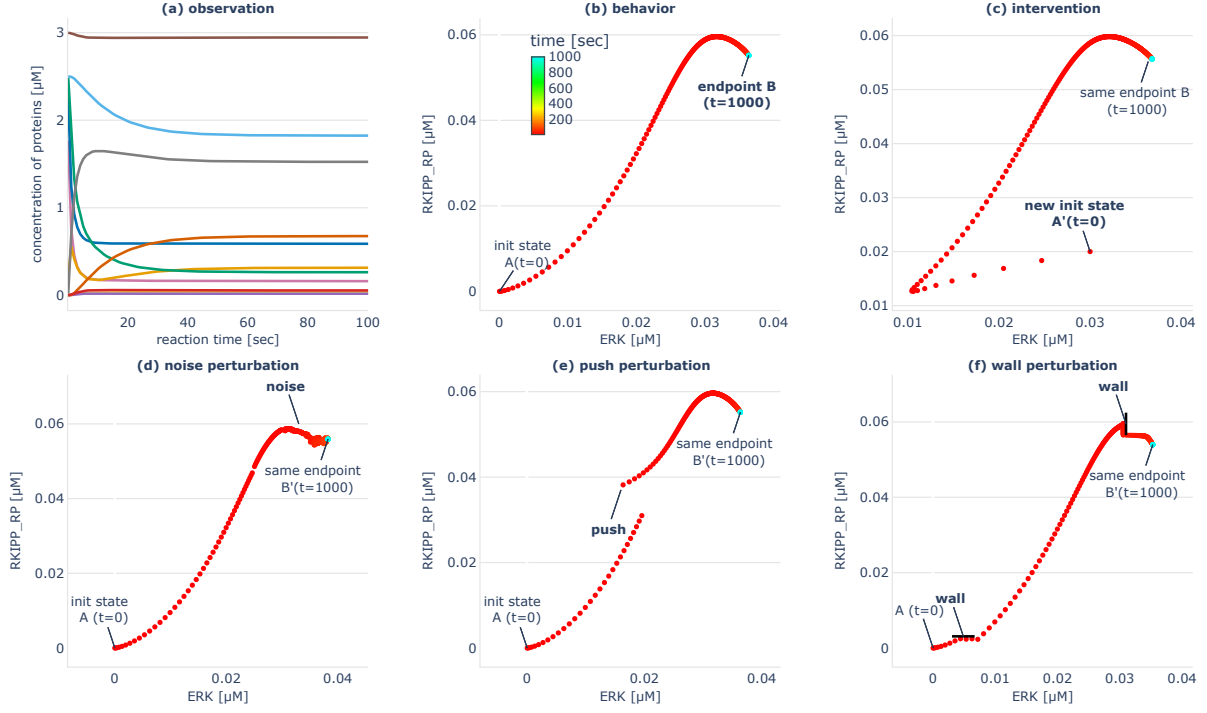 (a) observation
concentration of proteins [µM]
3
2
1
0
20
40
60
80
100
reaction time [sec]
(b) behavior
RKIPP_RP [µM]
0.06
0.04
0.02
0
time [sec]
1000
800
600
400
200
endpoint B
(t=1000)
init state
A(t=0)
0
0.01
0.02
0.03
0.04
ERK [µM]
(c) intervention
RKIPP_RP [µM]
0.06
0.05
0.04
0.03
0.02
0.01
same endpoint B
(t=1000)
new init state
A'(t=0)
0.01
0.02
0.03
0.04
ERK [µM]
(d) noise perturbation
RKIPP_RP [µM]
0.06
0.04
0.02
0
noise
same endpoint
B'(t=1000)
init state
A (t=0)
0
0.02
0.04
ERK [µM]
(e) push perturbation
RKIPP_RP [µM]
0.06
0.04
0.02
0
same endpoint
B'(t=1000)
push
init state
A (t=0)
0
0.02
0.04
ERK [µM]
(f) wall perturbation
RKIPP_RP [µM]
0.06
0.04
0.02
0
wall
same endpoint
B'(t=1000)
wall
A (t=0)
0
0.01
0.02
0.03
0.04
ERK [µM]